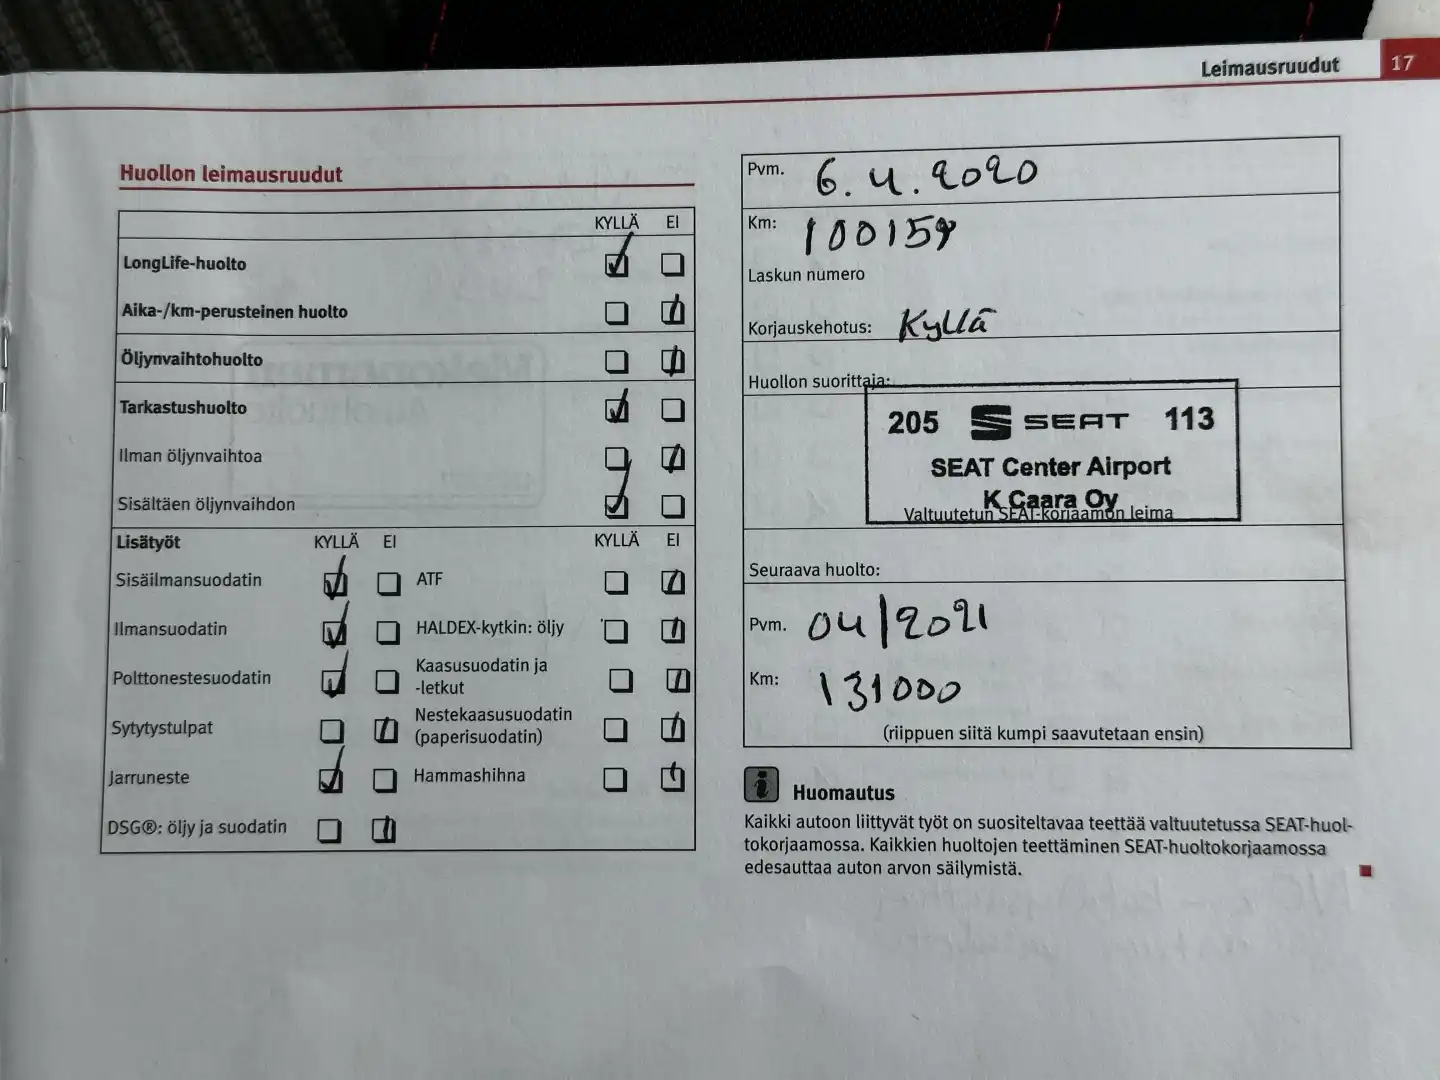 Leimausruudut 17
Huollon leimausruudut
KYLLÄ EI
LongLife-huolto
Aika-/km-perusteinen huolto
Öljynvaihtohuolto
Tarkastushuolto
Ilman öljynvaihtoa
Sisältäen öljynvaihdon
Lisätyöt KYLLÄ EI KYLLÄ EI
Sisäilmansuodatin ATF
Ilmansuodatin HALDEX-kytkin: öljy
Polttonestesuodatin Kaasusuodatin ja
-letkut
Sytytystulpat Nestekaasusuodatin
(paperisuodatin)
Jarruneste Hammashihna
DSG®: öljy ja suodatin
Pvm. 6.4.2020
Km:
Laskun numero
Korjauskehotus: Kyllä
Huollon suorittaja:
205 SEAT 113
SEAT Center Airport
K Caara Oy
Valtuutetun SEAT-korjaamon leima
Seuraava huolto:
Pvm. 04/2021
Km: 131000
(riippuen siitä kumpi saavutetaan ensin)
Huomautus
Kaikki autoon liittyvät työt on suositeltavaa teettää valtuutetussa SEAT-huol-
tokorjaamossa. Kaikkien huoltojen teettäminen SEAT-huoltokorjaamossa
edesauttaa auton arvon säilymistä.